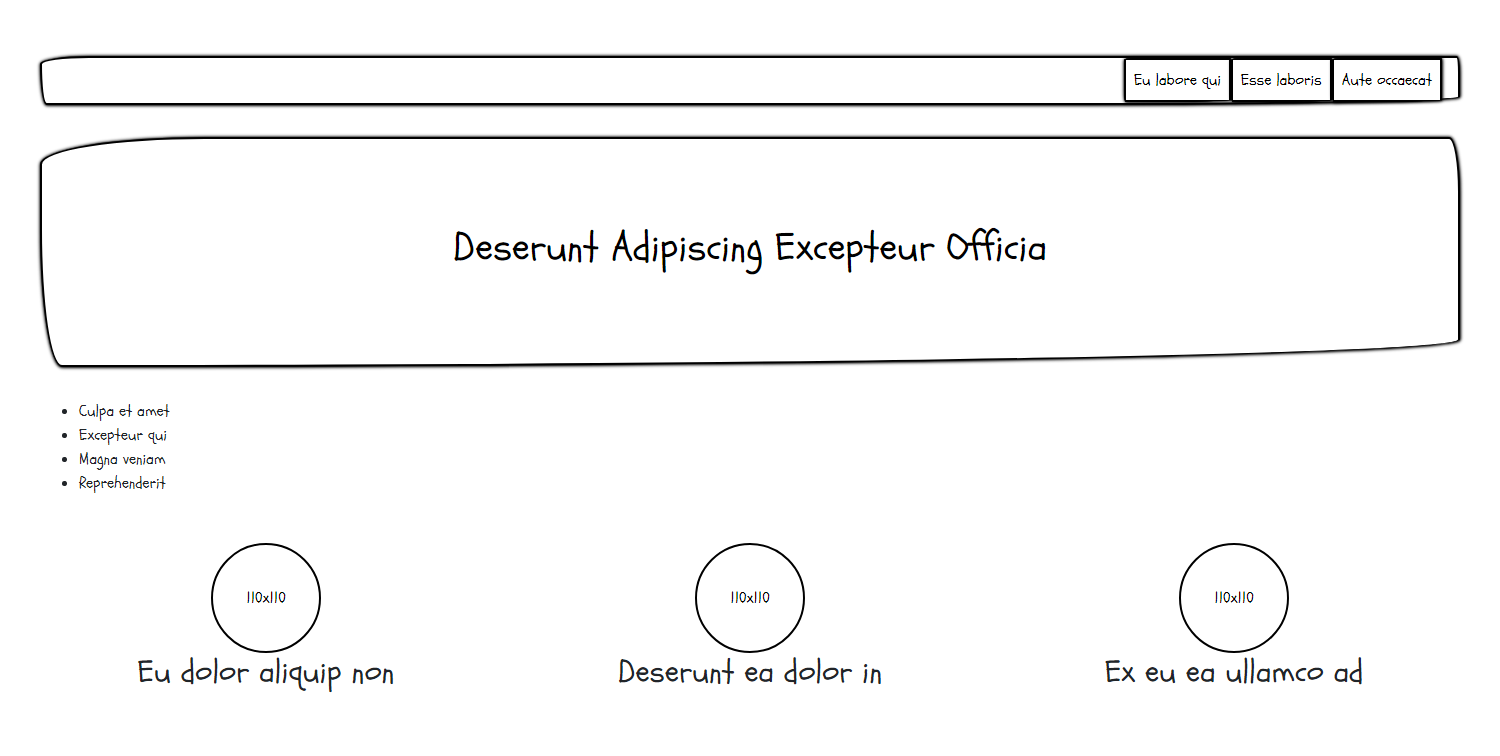 Eu labore qui Esse laboris Aute occaecat
Deserunt Adipiscing Excepteur Officia
Culpa et amet
Excepteur qui
Magna veniam
Reprehenderit
110x110 110x110 110x110
Eu dolor aliquip non Deserunt ea dolor in Ex eu ea ullamco ad